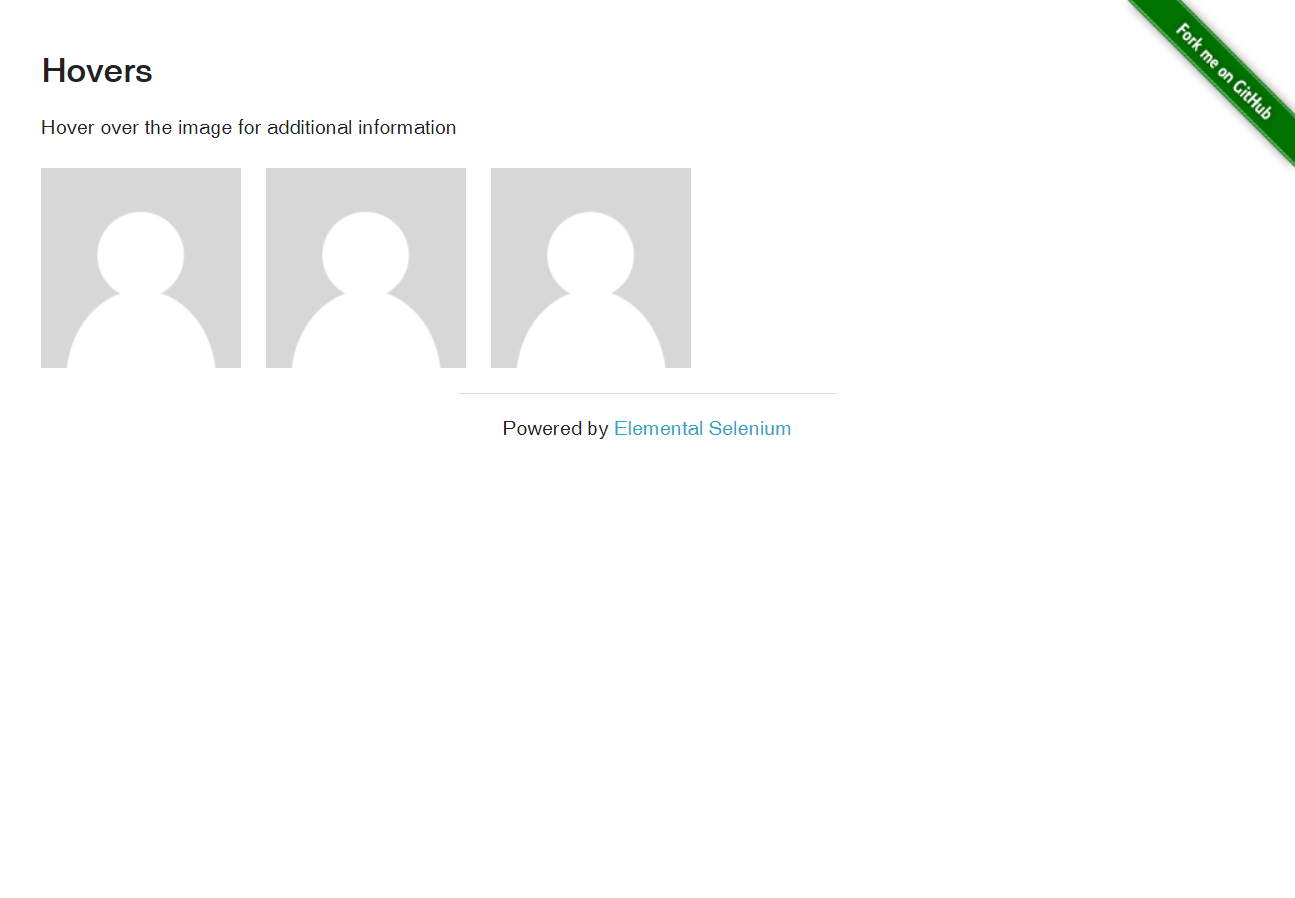 Fork me on GitHub
Hovers
Hover over the image for additional information
Powered by Elemental Selenium